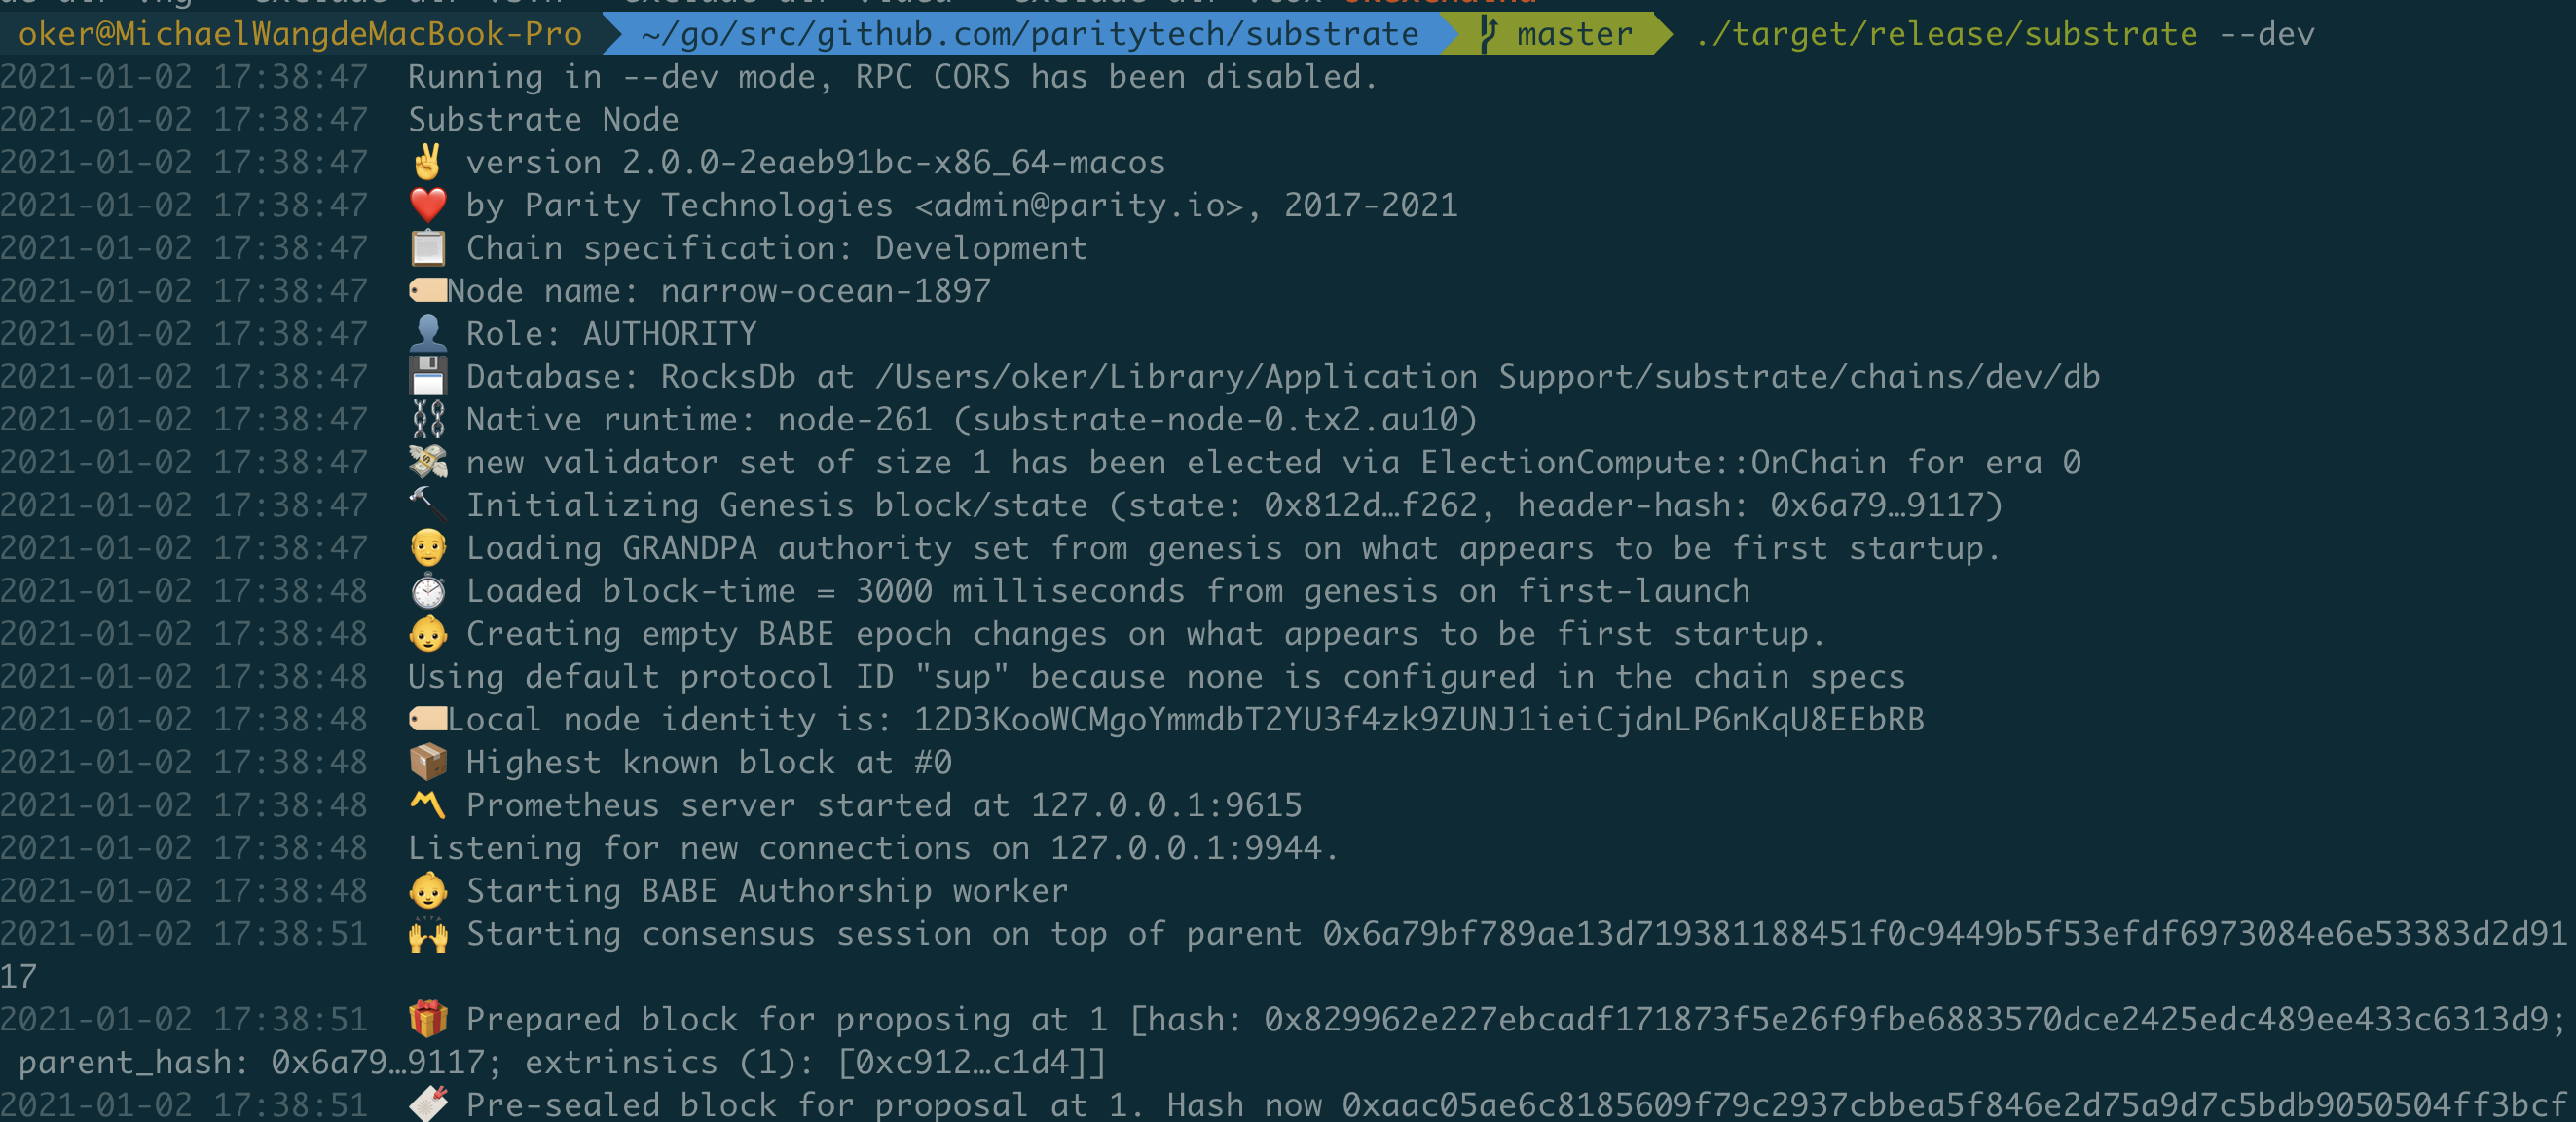 oker@MichaelWangdeMacBook-Pro ~/go/src/github.com/paritytech/substrate master ./target/release/substrate --dev
2021-01-02 17:38:47 Running in --dev mode, RPC CORS has been disabled.
2021-01-02 17:38:47 Substrate Node
2021-01-02 17:38:47 ✌️ version 2.0.0-2eaeb91bc-x86_64-macos
2021-01-02 17:38:47 ❤️ by Parity Technologies <admin@parity.io>, 2017-2021
2021-01-02 17:38:47 📋 Chain specification: Development
2021-01-02 17:38:47 🏷 Node name: narrow-ocean-1897
2021-01-02 17:38:47 👤 Role: AUTHORITY
2021-01-02 17:38:47 💾 Database: RocksDb at /Users/oker/Library/Application Support/substrate/chains/dev/db
2021-01-02 17:38:47 ⛓ Native runtime: node-261 (substrate-node-0.tx2.au10)
2021-01-02 17:38:47 💸 new validator set of size 1 has been elected via ElectionCompute::OnChain for era 0
2021-01-02 17:38:47 🔨 Initializing Genesis block/state (state: 0x812d…f262, header-hash: 0x6a79…9117)
2021-01-02 17:38:47 👴 Loading GRANDPA authority set from genesis on what appears to be first startup.
2021-01-02 17:38:48 ⏱ Loaded block-time = 3000 milliseconds from genesis on first-launch
2021-01-02 17:38:48 👶 Creating empty BABE epoch changes on what appears to be first startup.
2021-01-02 17:38:48 Using default protocol ID "sup" because none is configured in the chain specs
2021-01-02 17:38:48 🏷 Local node identity is: 12D3KooWCMgoYmmdbT2YU3f4zk9ZUNJ1ieiCjdnLP6nKqU8EEbRB
2021-01-02 17:38:48 📦 Highest known block at #0
2021-01-02 17:38:48 〽️ Prometheus server started at 127.0.0.1:9615
2021-01-02 17:38:48 Listening for new connections on 127.0.0.1:9944.
2021-01-02 17:38:48 👶 Starting BABE Authorship worker
2021-01-02 17:38:51 🙌 Starting consensus session on top of parent 0x6a79bf789ae13d719381188451f0c9449b5f53efdf6973084e6e53383d2d91
17
2021-01-02 17:38:51 🎁 Prepared block for proposing at 1 [hash: 0x829962e227ebcadf171873f5e26f9fbe6883570dce2425edc489ee433c6313d9;
parent_hash: 0x6a79…9117; extrinsics (1): [0xc912…c1d4]]
2021-01-02 17:38:51 🔖 Pre-sealed block for proposal at 1. Hash now 0xaac05ae6c8185609f79c2937cbbea5f846e2d75a9d7c5bdb9050504ff3bcf